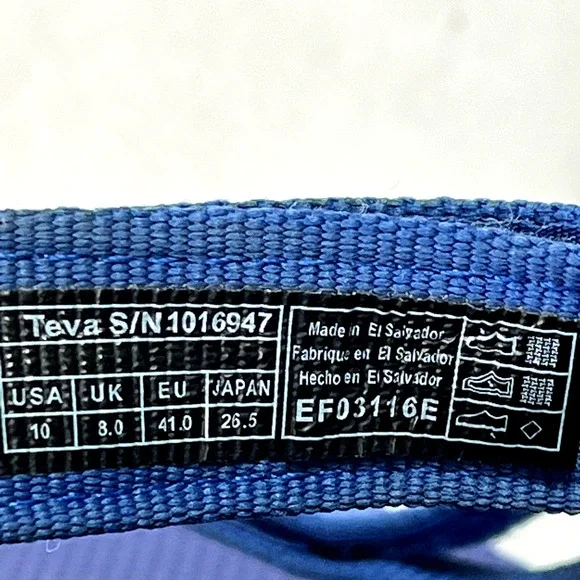 Teva S/N 1016947
USA UK EU JAPAN
10 8.0 41.0 26.5
Made in El Salvador
Fabrique en El Salvador
Hecho en El Salvador
EF03116E